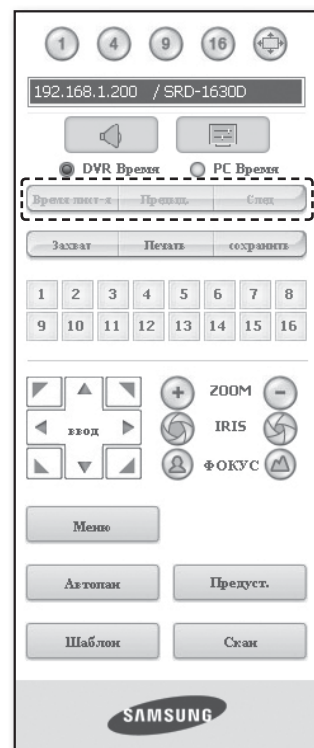 1 4 9 16
192.168.1.200 / SRD-1630D
DVR Время PC Время
Время лист-я Предыд. След
Захват Печать сохранить
1 2 3 4 5 6 7 8
9 10 11 12 13 14 15 16
ZOOM
ввод IRIS
ФОКУС
Меню
Автопан Предуст.
Шаблон Скан
SAMSUNG